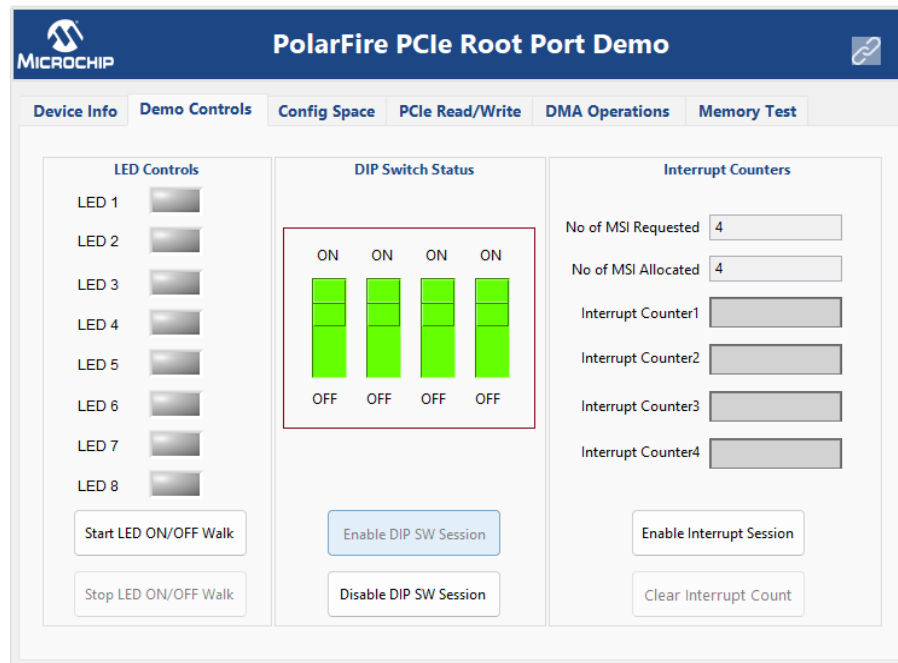 PolarFire PCIe Root Port Demo
MICROCHIP
Device Info Demo Controls Config Space PCIe Read/Write DMA Operations Memory Test
LED Controls
LED 1
LED 2
LED 3
LED 4
LED 5
LED 6
LED 7
LED 8
Start LED ON/OFF Walk
Stop LED ON/OFF Walk
DIP Switch Status
ON ON ON ON
OFF OFF OFF OFF
Enable DIP SW Session
Disable DIP SW Session
Interrupt Counters
No of MSI Requested 4
No of MSI Allocated 4
Interrupt Counter1
Interrupt Counter2
Interrupt Counter3
Interrupt Counter4
Enable Interrupt Session
Clear Interrupt Count